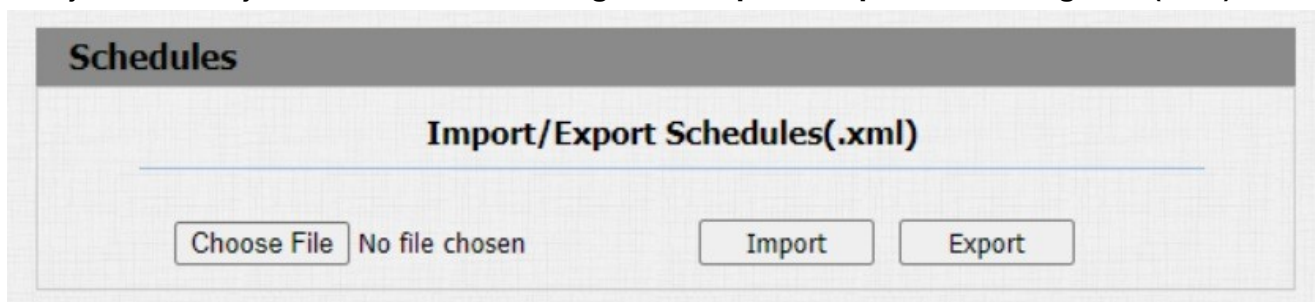 Schedules
Import/Export Schedules(.xml)
Choose File No file chosen Import Export